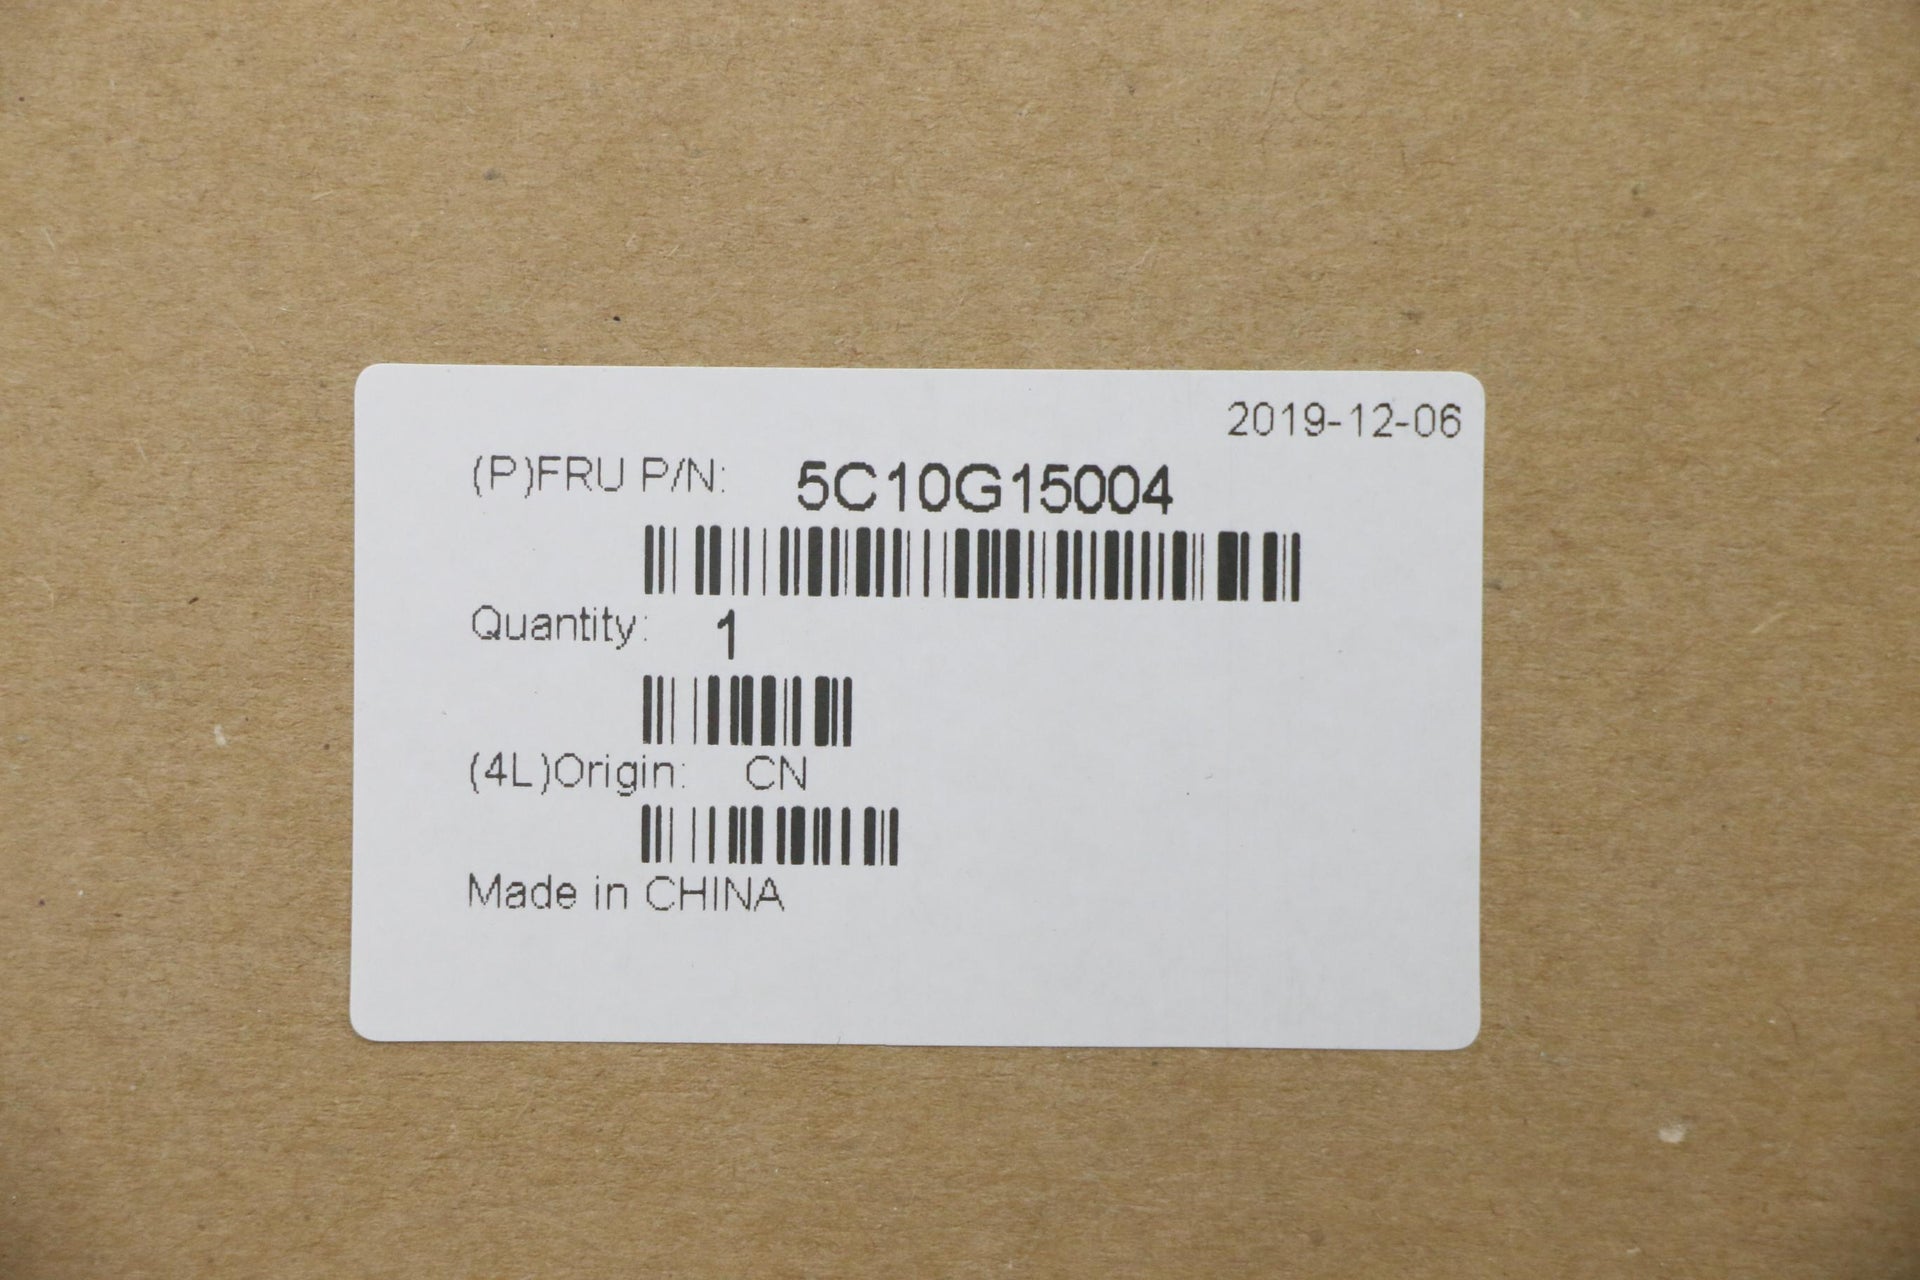 2019-12-06
(P)FRU P/N: 5C10G15004
Quantity: 1
(4L)Origin: CN
Made in CHINA